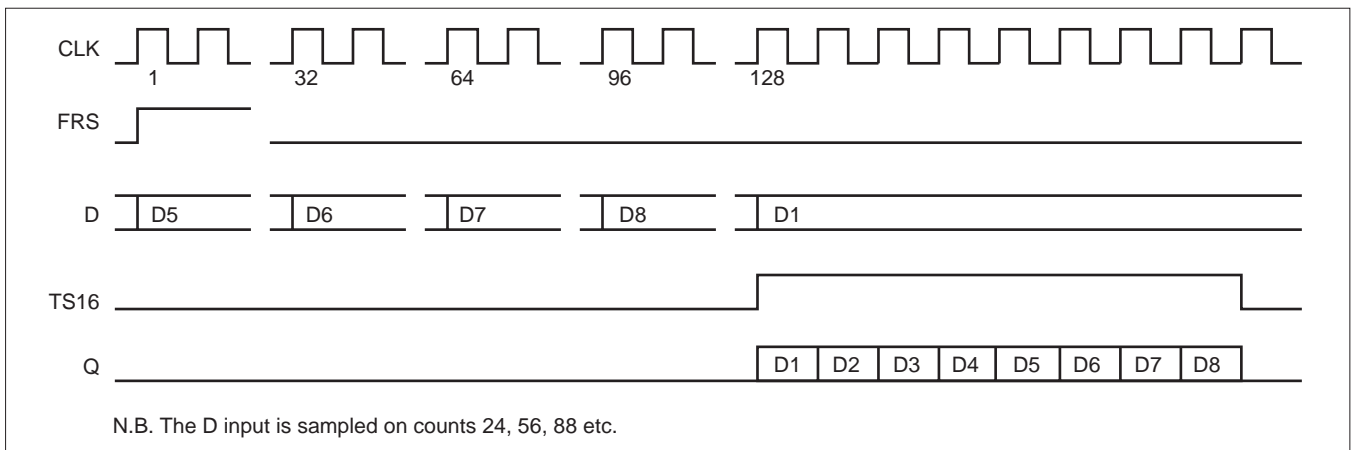 CLK
1 32 64 96 128
FRS
D D5 D6 D7 D8 D1
TS16
Q D1 D2 D3 D4 D5 D6 D7 D8
N.B. The D input is sampled on counts 24, 56, 88 etc.